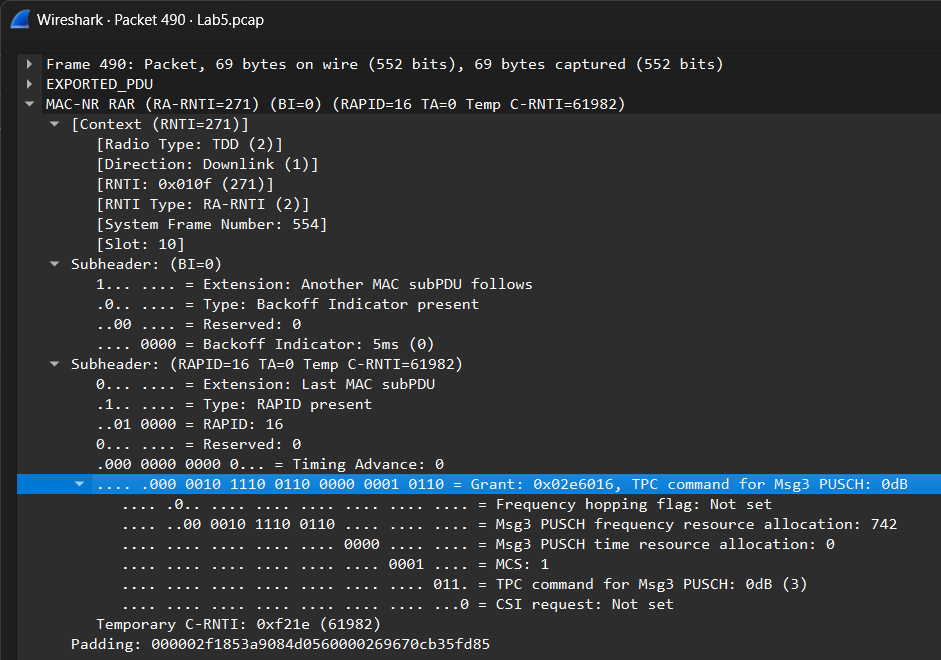 Wireshark · Packet 490 · Lab5.pcap
Frame 490: Packet, 69 bytes on wire (552 bits), 69 bytes captured (552 bits)
EXPORTED_PDU
MAC-NR RAR (RA-RNTI=271) (BI=0) (RAPID=16 TA=0 Temp C-RNTI=61982)
[Context (RNTI=271)]
[Radio Type: TDD (2)]
[Direction: Downlink (1)]
[RNTI: 0x010f (271)]
[RNTI Type: RA-RNTI (2)]
[System Frame Number: 554]
[Slot: 10]
Subheader: (BI=0)
1... .... = Extension: Another MAC subPDU follows
.0.. .... = Type: Backoff Indicator present
..00 .... = Reserved: 0
.... 0000 = Backoff Indicator: 5ms (0)
Subheader: (RAPID=16 TA=0 Temp C-RNTI=61982)
0... .... = Extension: Last MAC subPDU
.1.. .... = Type: RAPID present
..01 0000 = RAPID: 16
0... .... = Reserved: 0
.000 0000 0000 0... = Timing Advance: 0
.... .000 0010 1110 0110 0000 0001 0110 = Grant: 0x02e6016, TPC command for Msg3 PUSCH: 0dB
.... .0.. .... .... .... .... .... .... = Frequency hopping flag: Not set
.... ..00 0010 1110 0110 .... .... .... = Msg3 PUSCH frequency resource allocation: 742
.... .... .... .... .... 0000 .... .... = Msg3 PUSCH time resource allocation: 0
.... .... .... .... .... .... 0001 .... = MCS: 1
.... .... .... .... .... .... .... 011. = TPC command for Msg3 PUSCH: 0dB (3)
.... .... .... .... .... .... .... ...0 = CSI request: Not set
Temporary C-RNTI: 0xf21e (61982)
Padding: 000002f1853a9084d0560000269670cb35fd85